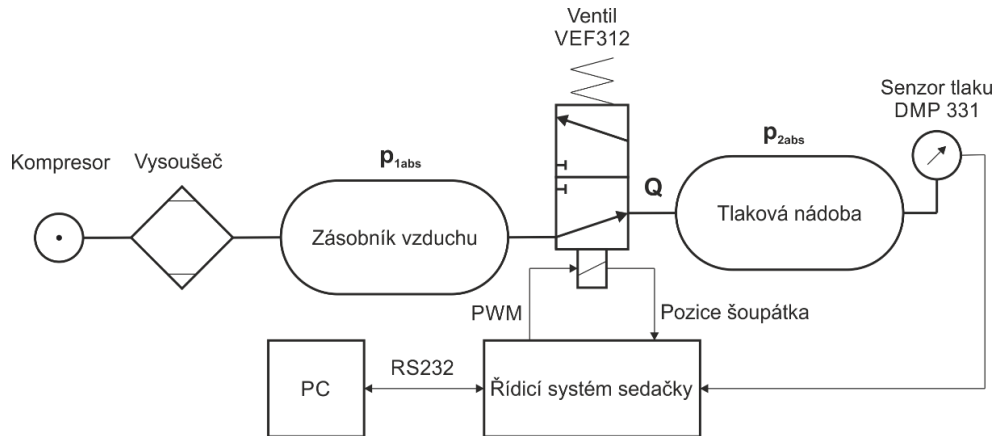 Ventil
VEF312
Senzor tlaku
DMP 331
p1abs
p2abs
Kompresor
Vysoušeč
Q
Zásobník vzduchu
Tlaková nádoba
PWM
Pozice šoupátka
RS232
PC
Řídicí systém sedačky